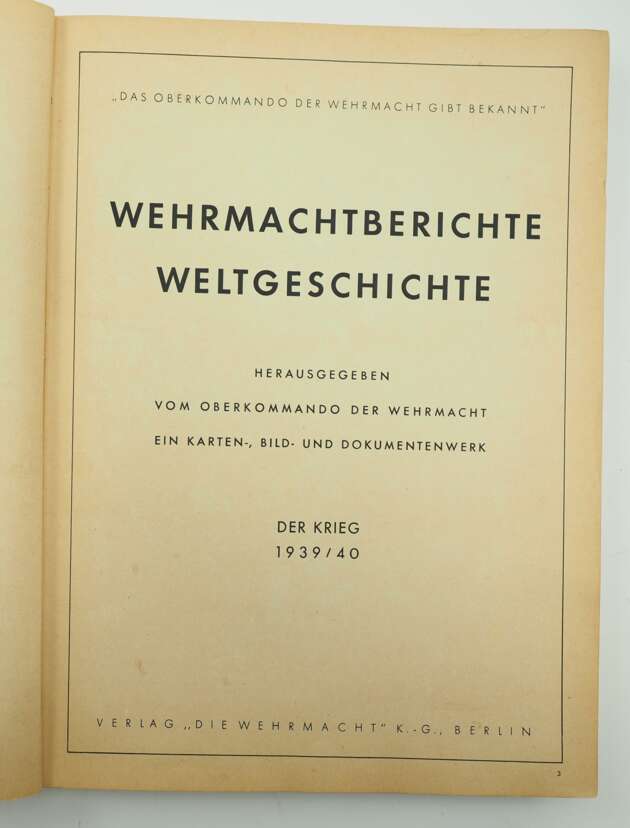 „DAS OBERKOMMANDO DER WEHRMACHT GIBT BEKANNT“
WEHRMACHTBERICHTE
WELTGESCHICHTE
HERAUSGEGEBEN
VOM OBERKOMMANDO DER WEHRMACHT
EIN KARTEN-, BILD- UND DOKUMENTENWERK
DER KRIEG
1939/40
VERLAG „DIE WEHRMACHT“ K.-G., BERLIN
3